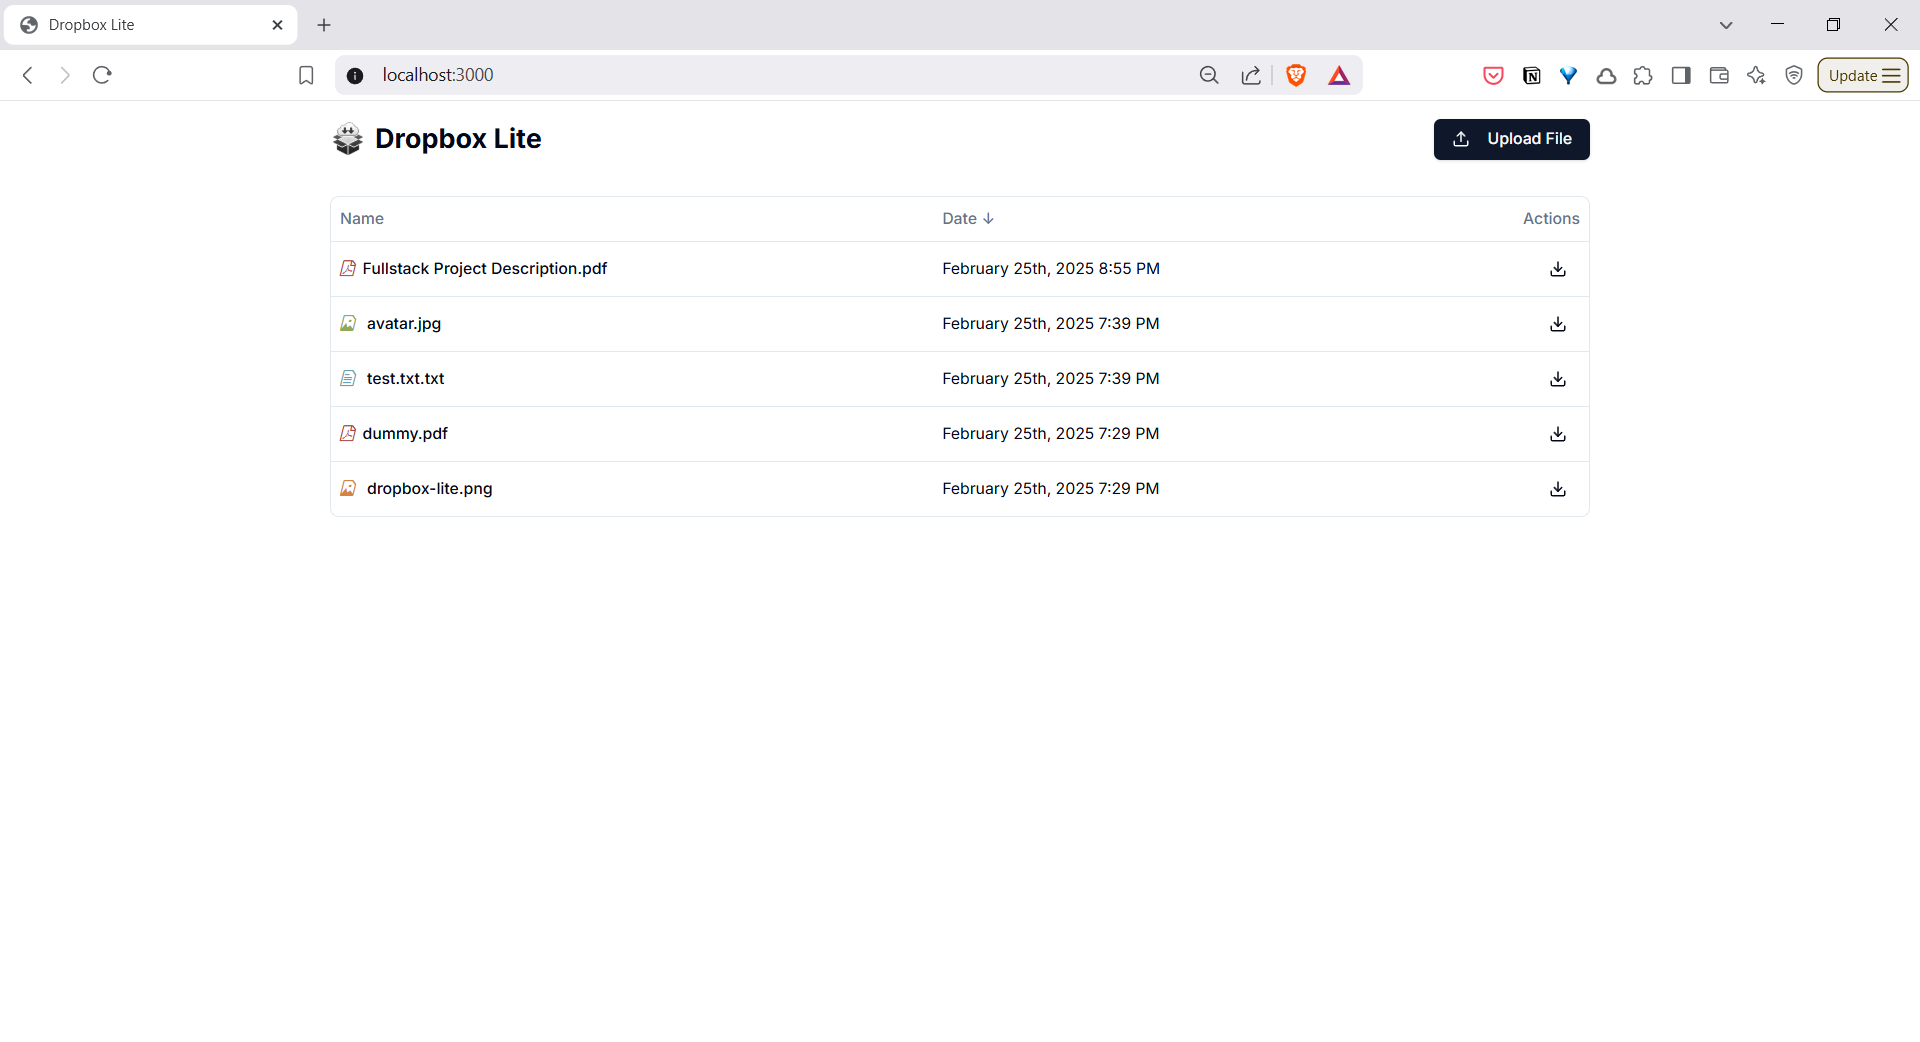 Dropbox Lite
localhost:3000
Update
Dropbox Lite
Upload File
Name Date Actions
Fullstack Project Description.pdf February 25th, 2025 8:55 PM
avatar.jpg February 25th, 2025 7:39 PM
test.txt.txt February 25th, 2025 7:39 PM
dummy.pdf February 25th, 2025 7:29 PM
dropbox-lite.png February 25th, 2025 7:29 PM